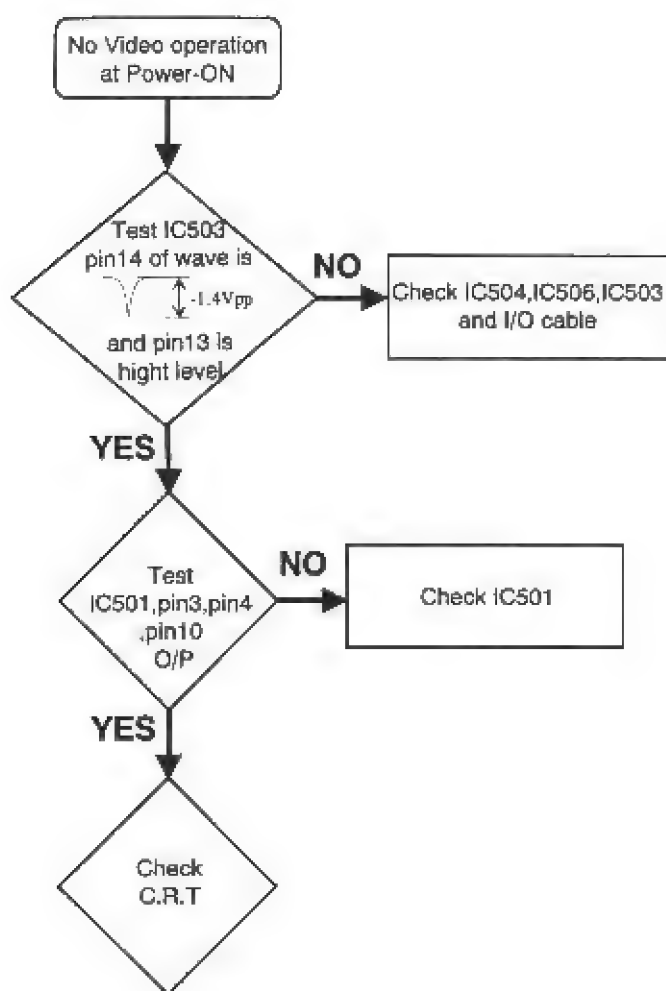 No Video operation
at Power-ON
Test IC503
pin14 of wave is
-1.4Vpp
and pin13 is
hight level
NO
Check IC504,IC506,IC503
and I/O cable
YES
Test
IC501,pin3,pin4
,pin10
O/P
NO
Check IC501
YES
Check
C.R.T